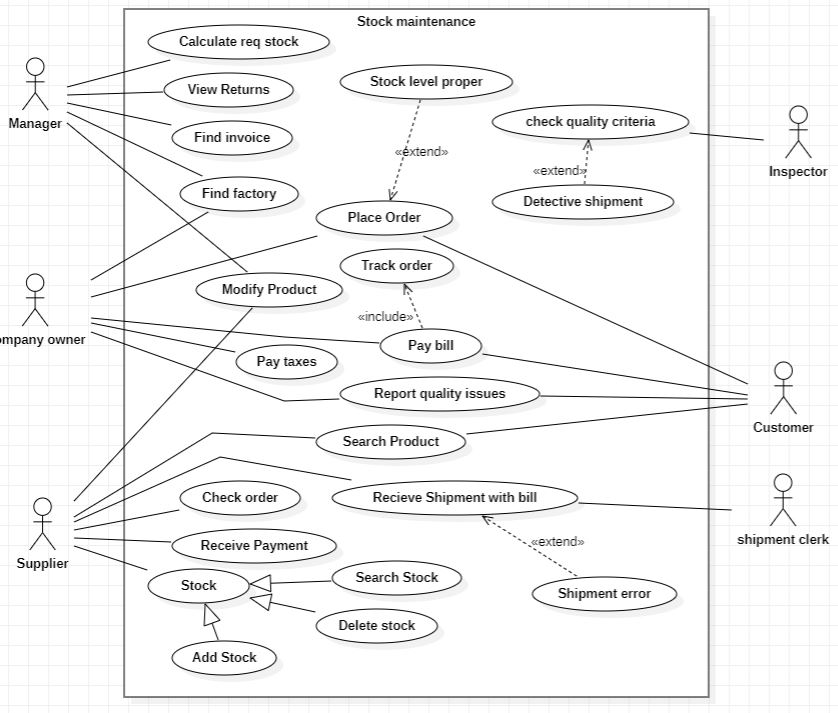 Stock maintenance
Calculate req stock
Stock level proper
View Returns
Manager
check quality criteria
Find invoice
«extend»
Inspector
«extend»
Find factory
Detective shipment
Place Order
Track order
Modify Product
«include»
ompany owner
Pay bill
Pay taxes
Report quality issues
Customer
Search Product
Check order
Recieve Shipment with bill
shipment clerk
«extend»
Receive Payment
Supplier
Search Stock
Stock
Shipment error
Delete stock
Add Stock